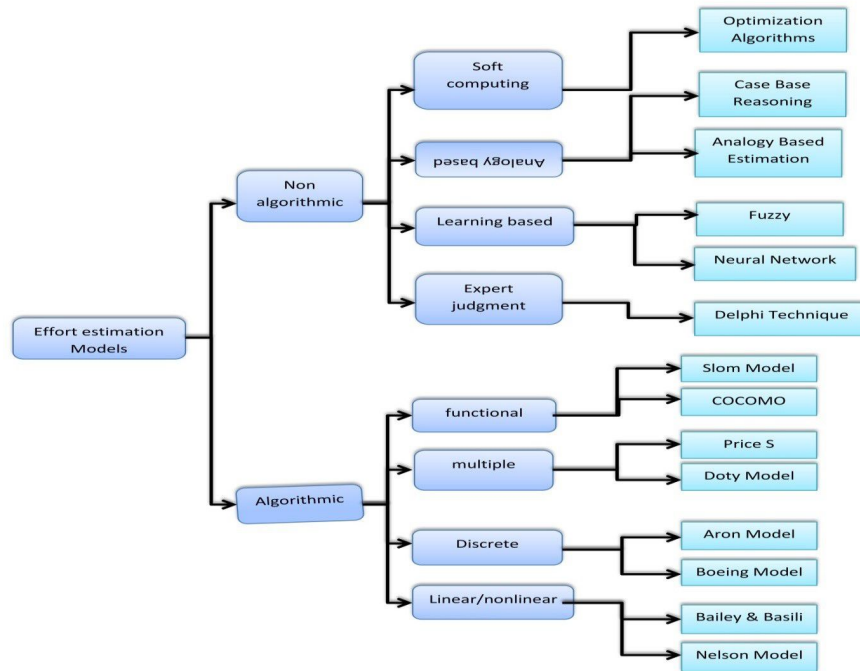 Effort estimation
Models
Non
algorithmic
Algorithmic
Soft
computing
Analogy based
Learning based
Expert
judgment
functional
multiple
Discrete
Linear/nonlinear
Optimization
Algorithms
Case Base
Reasoning
Analogy Based
Estimation
Fuzzy
Neural Network
Delphi Technique
Slom Model
COCOMO
Price S
Doty Model
Aron Model
Boeing Model
Bailey & Basili
Nelson Model